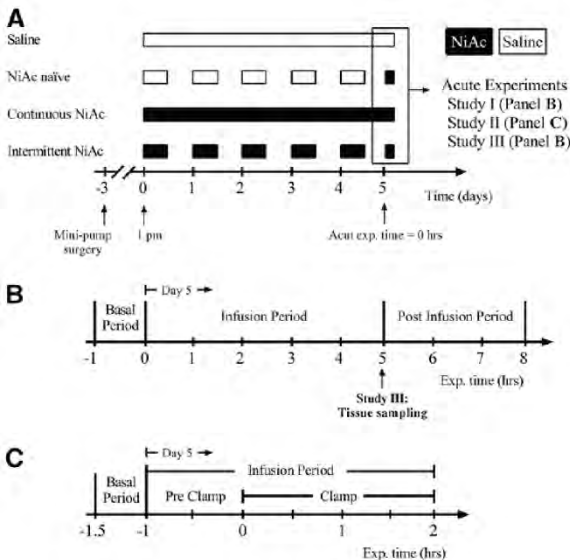 A
Saline
NiAc naïve
Continuous NiAc
Intermittent NiAc
NiAc Saline
Acute Experiments
Study I (Panel B)
Study II (Panel C)
Study III (Panel B)
-3 0 1 2 3 4 5
Time (days)
Mini-pump
surgery
1 pm
Acut exp. time = 0 hrs
B
Day 5
Basal
Period
Infusion Period
Post Infusion Period
-1 0 1 2 3 4 5 6 7 8
Exp. time (hrs)
Study III:
Tissue sampling
C
Day 5
Basal
Period
Infusion Period
Pre Clamp
Clamp
-1.5 -1 0 1 2
Exp. time (hrs)